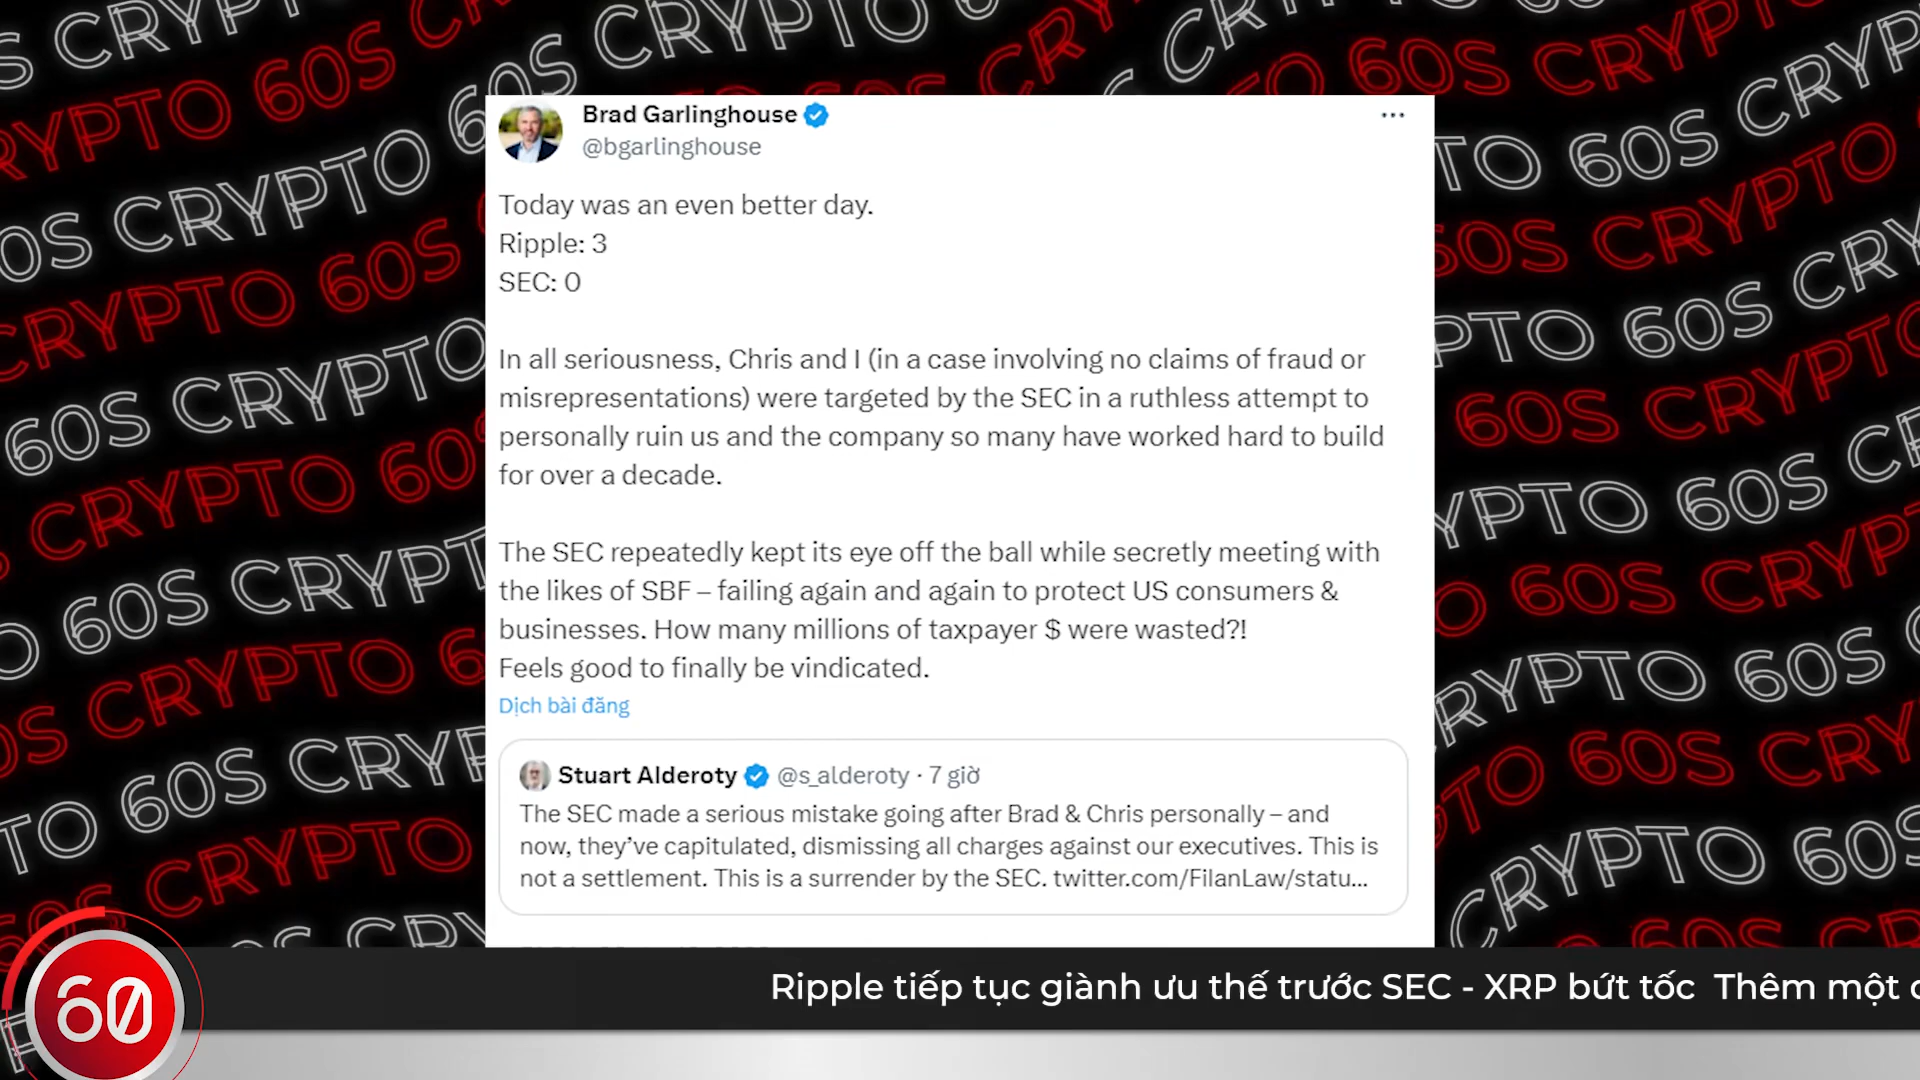 Brad Garlinghouse
@bgarlinghouse
Today was an even better day.
Ripple: 3
SEC: 0
In all seriousness, Chris and I (in a case involving no claims of fraud or
misrepresentations) were targeted by the SEC in a ruthless attempt to
personally ruin us and the company so many have worked hard to build
for over a decade.
The SEC repeatedly kept its eye off the ball while secretly meeting with
the likes of SBF – failing again and again to protect US consumers &
businesses. How many millions of taxpayer $ were wasted?!
Feels good to finally be vindicated.
Dịch bài đăng
Stuart Alderoty @s_alderoty · 7 giờ
The SEC made a serious mistake going after Brad & Chris personally – and
now, they’ve capitulated, dismissing all charges against our executives. This is
not a settlement. This is a surrender by the SEC. twitter.com/FilanLaw/statu...
60
Ripple tiếp tục giành ưu thế trước SEC - XRP bứt tốc Thêm một
CRYPTO 60S CRYPTO 60S